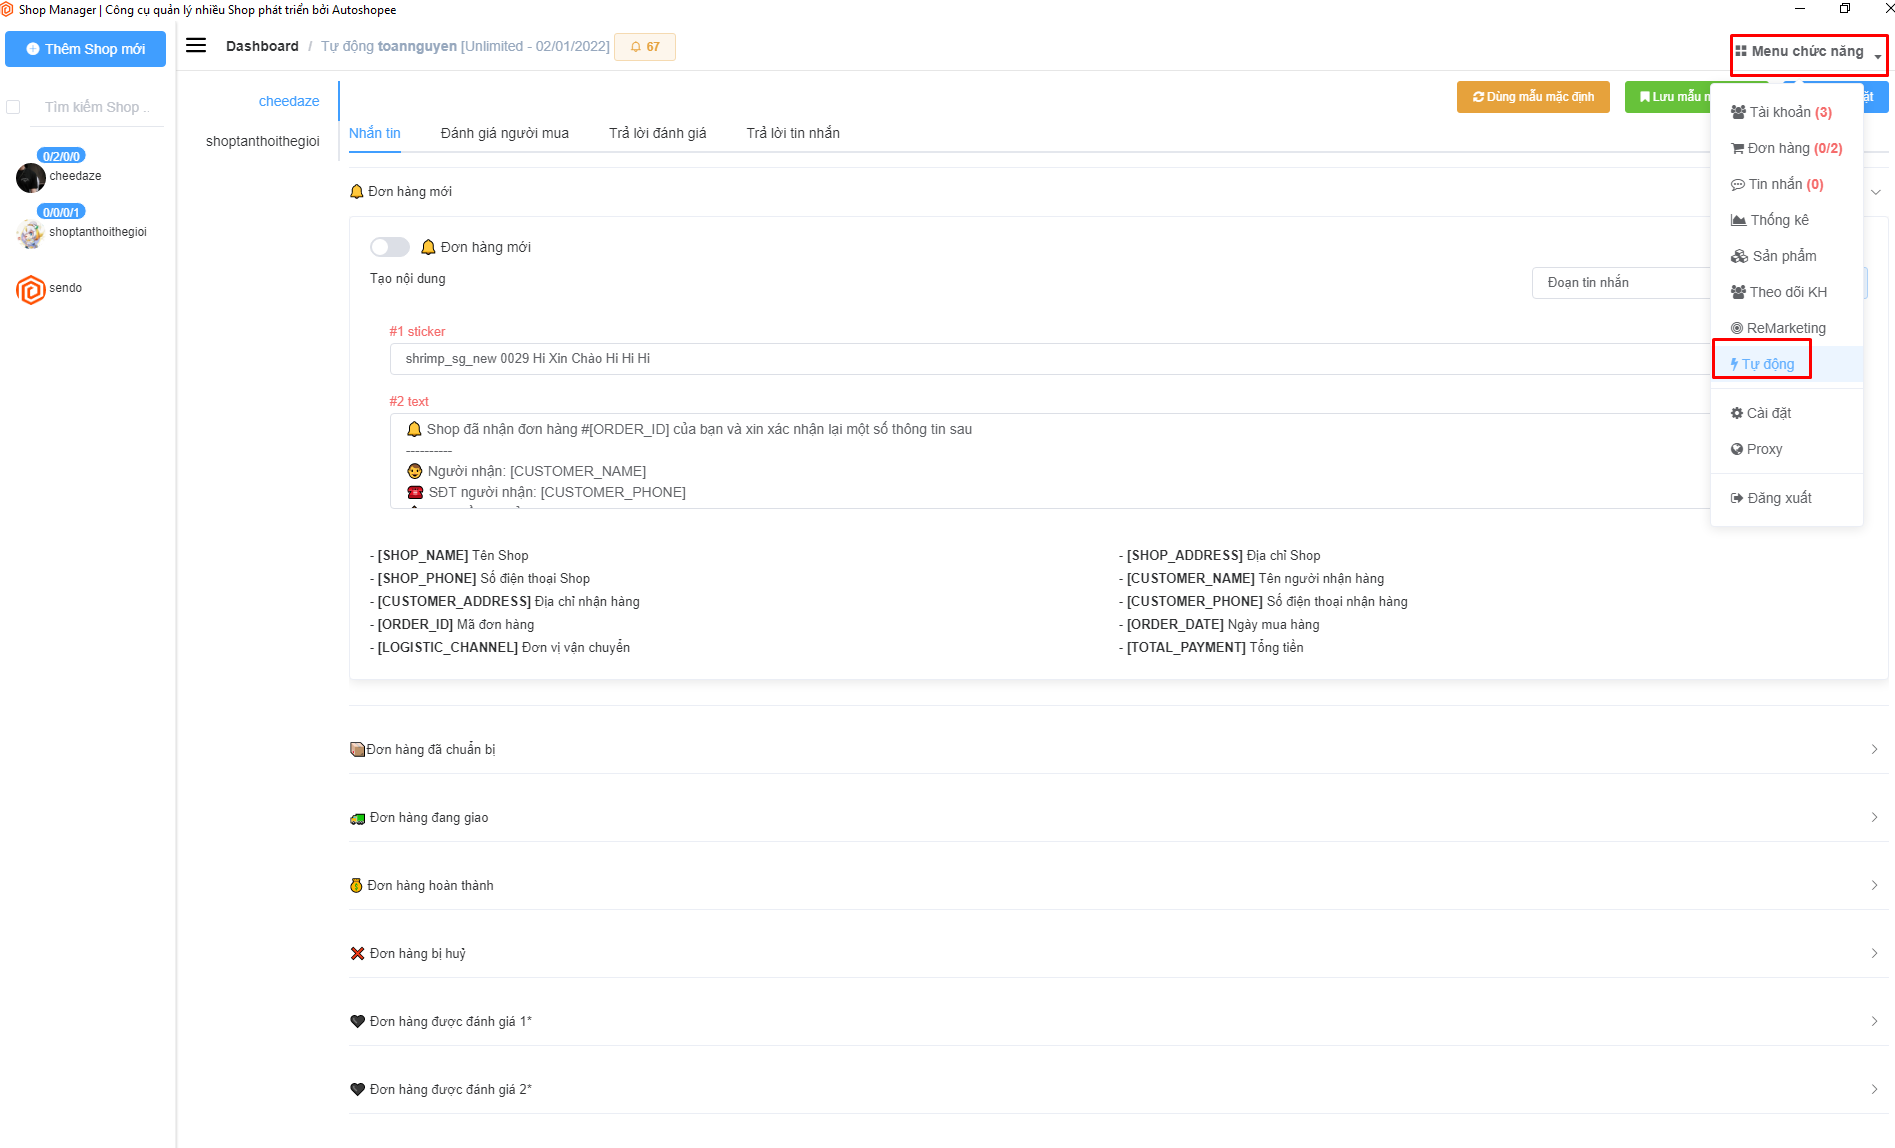 Shop Manager | Công cụ quản lý nhiều Shop phát triển bởi Autoshopee
Thêm Shop mới
Dashboard / Tự động toannguyen [Unlimited - 02/01/2022] 67
Menu chức năng
Tìm kiếm Shop ..
0/2/0/0
cheedaze
0/0/0/1
shoptanthoithegioi
sendo
cheedaze
shoptanthoithegioi
Dùng mẫu mặc định
Lưu mẫu
Nhắn tin
Đánh giá người mua
Trả lời đánh giá
Trả lời tin nhắn
Tài khoản (3)
Đơn hàng (0/2)
Tin nhắn (0)
Thống kê
Sản phẩm
Theo dõi KH
ReMarketing
Tự động
Cài đặt
Proxy
Đăng xuất
Đơn hàng mới
Đơn hàng mới
Tạo nội dung
Đoạn tin nhắn
#1 sticker
shrimp_sg_new 0029 Hi Xin Chào Hi Hi Hi
#2 text
Shop đã nhận đơn hàng #[ORDER_ID] của bạn và xin xác nhận lại một số thông tin sau
----------
Người nhận: [CUSTOMER_NAME]
SĐT người nhận: [CUSTOMER_PHONE]
- [SHOP_NAME] Tên Shop
- [SHOP_PHONE] Số điện thoại Shop
- [CUSTOMER_ADDRESS] Địa chỉ nhận hàng
- [ORDER_ID] Mã đơn hàng
- [LOGISTIC_CHANNEL] Đơn vị vận chuyển
- [SHOP_ADDRESS] Địa chỉ Shop
- [CUSTOMER_NAME] Tên người nhận hàng
- [CUSTOMER_PHONE] Số điện thoại nhận hàng
- [ORDER_DATE] Ngày mua hàng
- [TOTAL_PAYMENT] Tổng tiền
Đơn hàng đã chuẩn bị
Đơn hàng đang giao
Đơn hàng hoàn thành
Đơn hàng bị huỷ
Đơn hàng được đánh giá 1*
Đơn hàng được đánh giá 2*